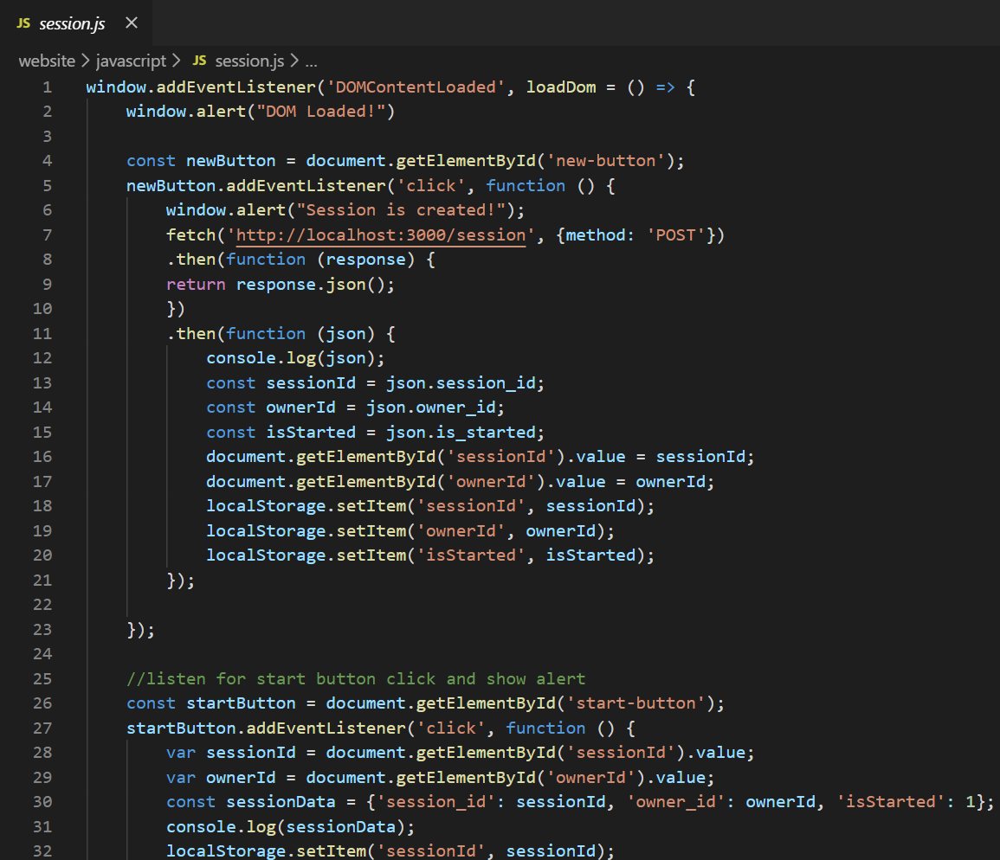 JS session.js ×
website > javascript > JS session.js > ...
1 window.addEventListener('DOMContentLoaded', loadDom = () => {
2     window.alert("DOM Loaded!")
3
4     const newButton = document.getElementById('new-button');
5     newButton.addEventListener('click', function () {
6         window.alert("Session is created!");
7         fetch('http://localhost:3000/session', {method: 'POST'})
8         .then(function (response) {
9         return response.json();
10         })
11         .then(function (json) {
12             console.log(json);
13             const sessionId = json.session_id;
14             const ownerId = json.owner_id;
15             const isStarted = json.is_started;
16             document.getElementById('sessionId').value = sessionId;
17             document.getElementById('ownerId').value = ownerId;
18             localStorage.setItem('sessionId', sessionId);
19             localStorage.setItem('ownerId', ownerId);
20             localStorage.setItem('isStarted', isStarted);
21         });
22
23     });
24
25     //listen for start button click and show alert
26     const startButton = document.getElementById('start-button');
27     startButton.addEventListener('click', function () {
28         var sessionId = document.getElementById('sessionId').value;
29         var ownerId = document.getElementById('ownerId').value;
30         const sessionData = {'session_id': sessionId, 'owner_id': ownerId, 'isStarted': 1};
31         console.log(sessionData);
32         localStorage.setItem('sessionId', sessionId);